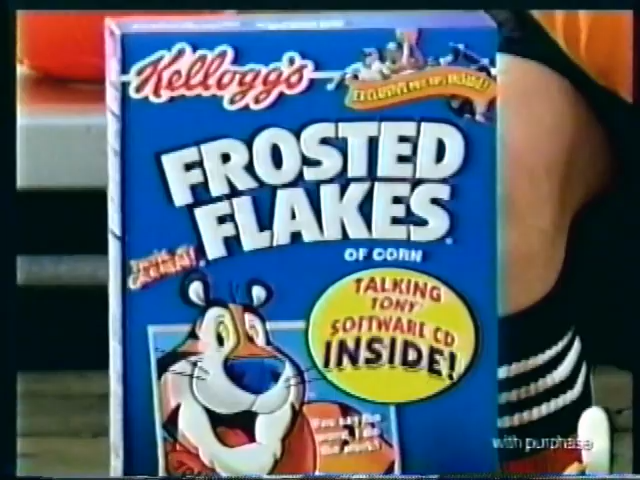 Kellogg's
FROSTED
FLAKES
OF CORN
TALKING
TONY
SOFTWARE CD
INSIDE!
with purchase